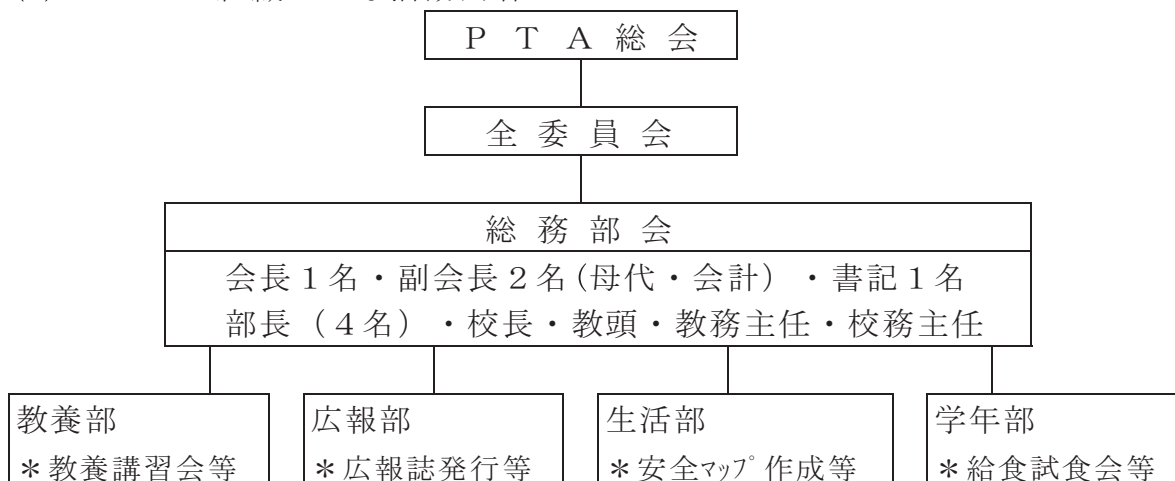 ＰＴＡ総会
全委員会
総務部会
会長１名・副会長２名(母代・会計）・書記１名
部長（４名）・校長・教頭・教務主任・校務主任
教養部
＊教養講習会等
広報部
＊広報誌発行等
生活部
＊安全ﾏｯﾌﾟ作成等
学年部
＊給食試食会等